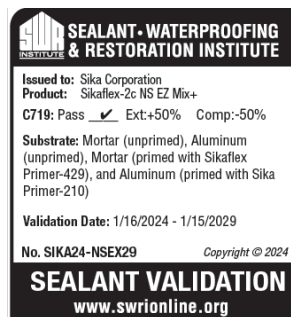 SWR
INSTITUTE
SEALANT • WATERPROOFING
& RESTORATION INSTITUTE
Issued to: Sika Corporation
Product: Sikaflex-2c NS EZ Mix+
C719: Pass ✔ Ext:+50% Comp:-50%
Substrate: Mortar (unprimed), Aluminum
(unprimed), Mortar (primed with Sikaflex
Primer-429), and Aluminum (primed with Sika
Primer-210)
Validation Date: 1/16/2024 - 1/15/2029
No. SIKA24-NSEX29 Copyright © 2024
SEALANT VALIDATION
www.swrionline.org